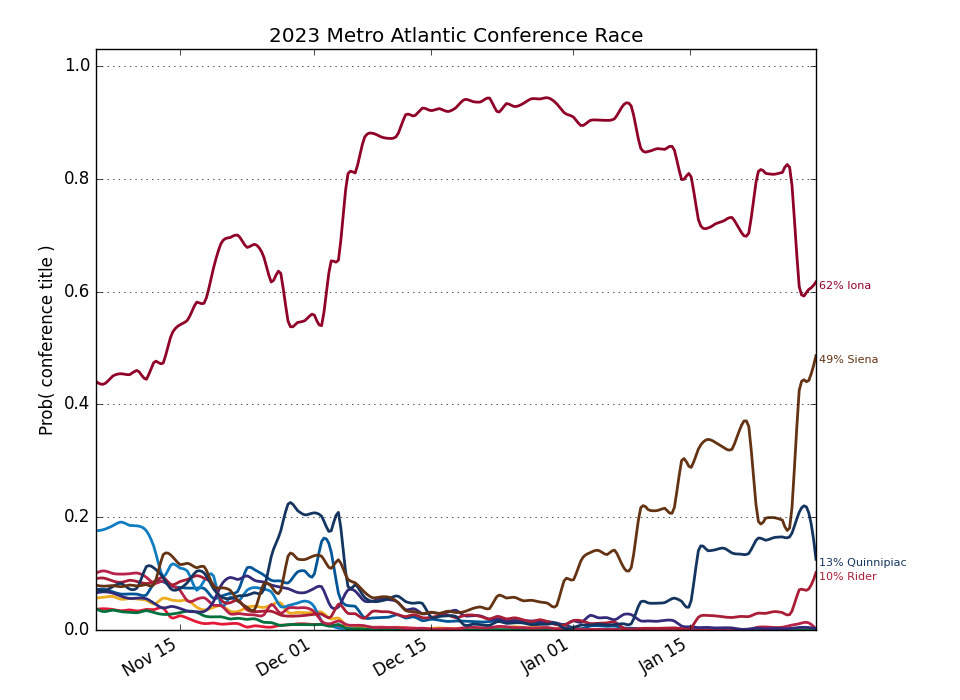 2023 Metro Atlantic Conference Race
Prob( conference title )
1.0
0.8
0.6
0.4
0.2
0.0
Nov 15
Dec 01
Dec 15
Jan 01
Jan 15
62% Iona
49% Siena
13% Quinnipiac
10% Rider